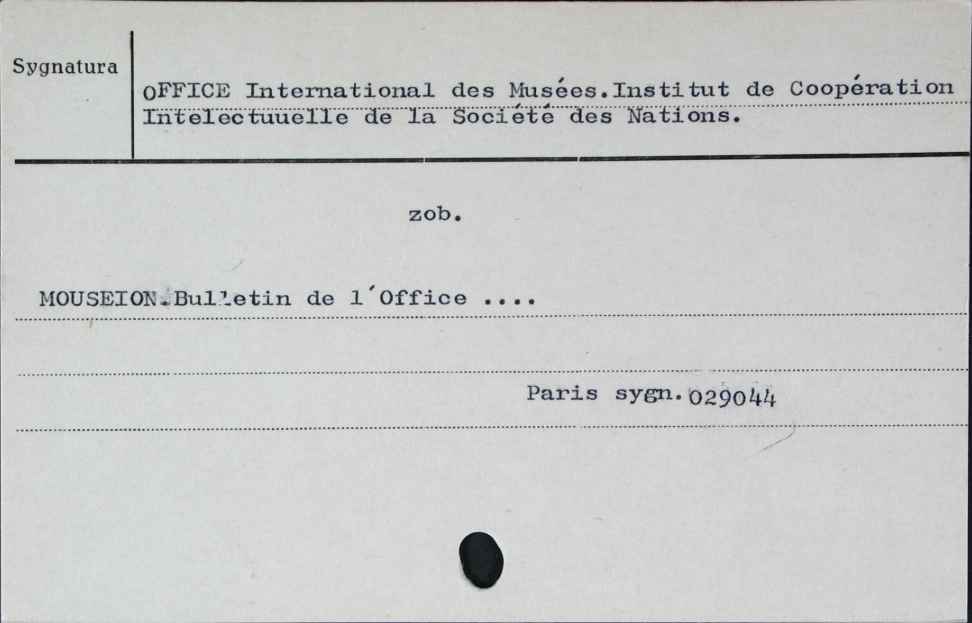 Sygnatura
OFFICE International des Musées.Institut de Coopération
Intelectuuelle de la Société des Nations.
zob.
MOUSEION.Bulletin de l´Office ....
Paris sygn. 029044